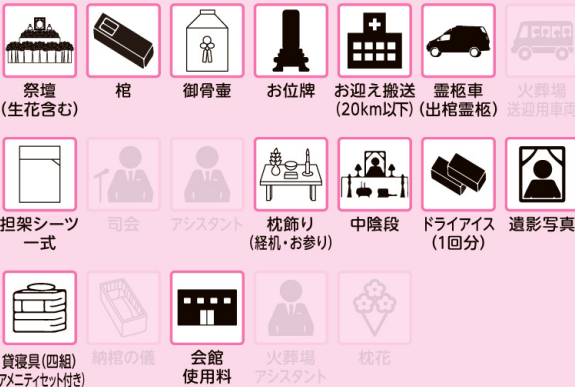 祭壇
(生花含む)
棺
御骨壷
お位牌
お迎え搬送
(20km以下)
霊柩車
(出棺霊柩)
火葬場
送迎用車両
担架シーツ
一式
司会
アシスタント
枕飾り
(経机・お参り)
中陰段
ドライアイス
(1回分)
遺影写真
貸寝具(四組)
アメニティセット付き)
納棺の儀
会館
使用料
火葬場
アシスタント
枕花